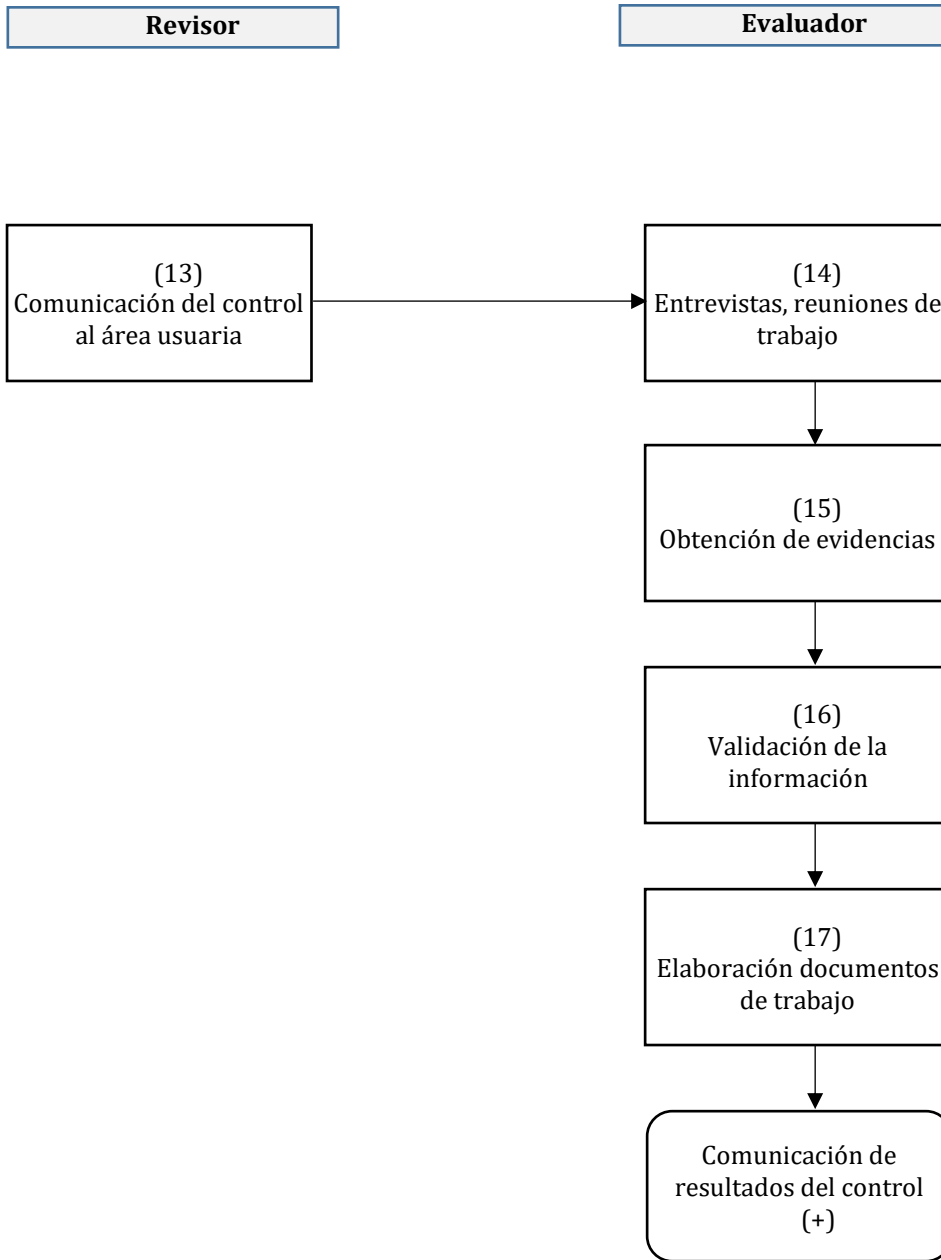 Revisor
Evaluador
(13)
Comunicación del control
al área usuaria
(14)
Entrevistas, reuniones de
trabajo
(15)
Obtención de evidencias
(16)
Validación de la
información
(17)
Elaboración documentos
de trabajo
Comunicación de
resultados del control
(+)